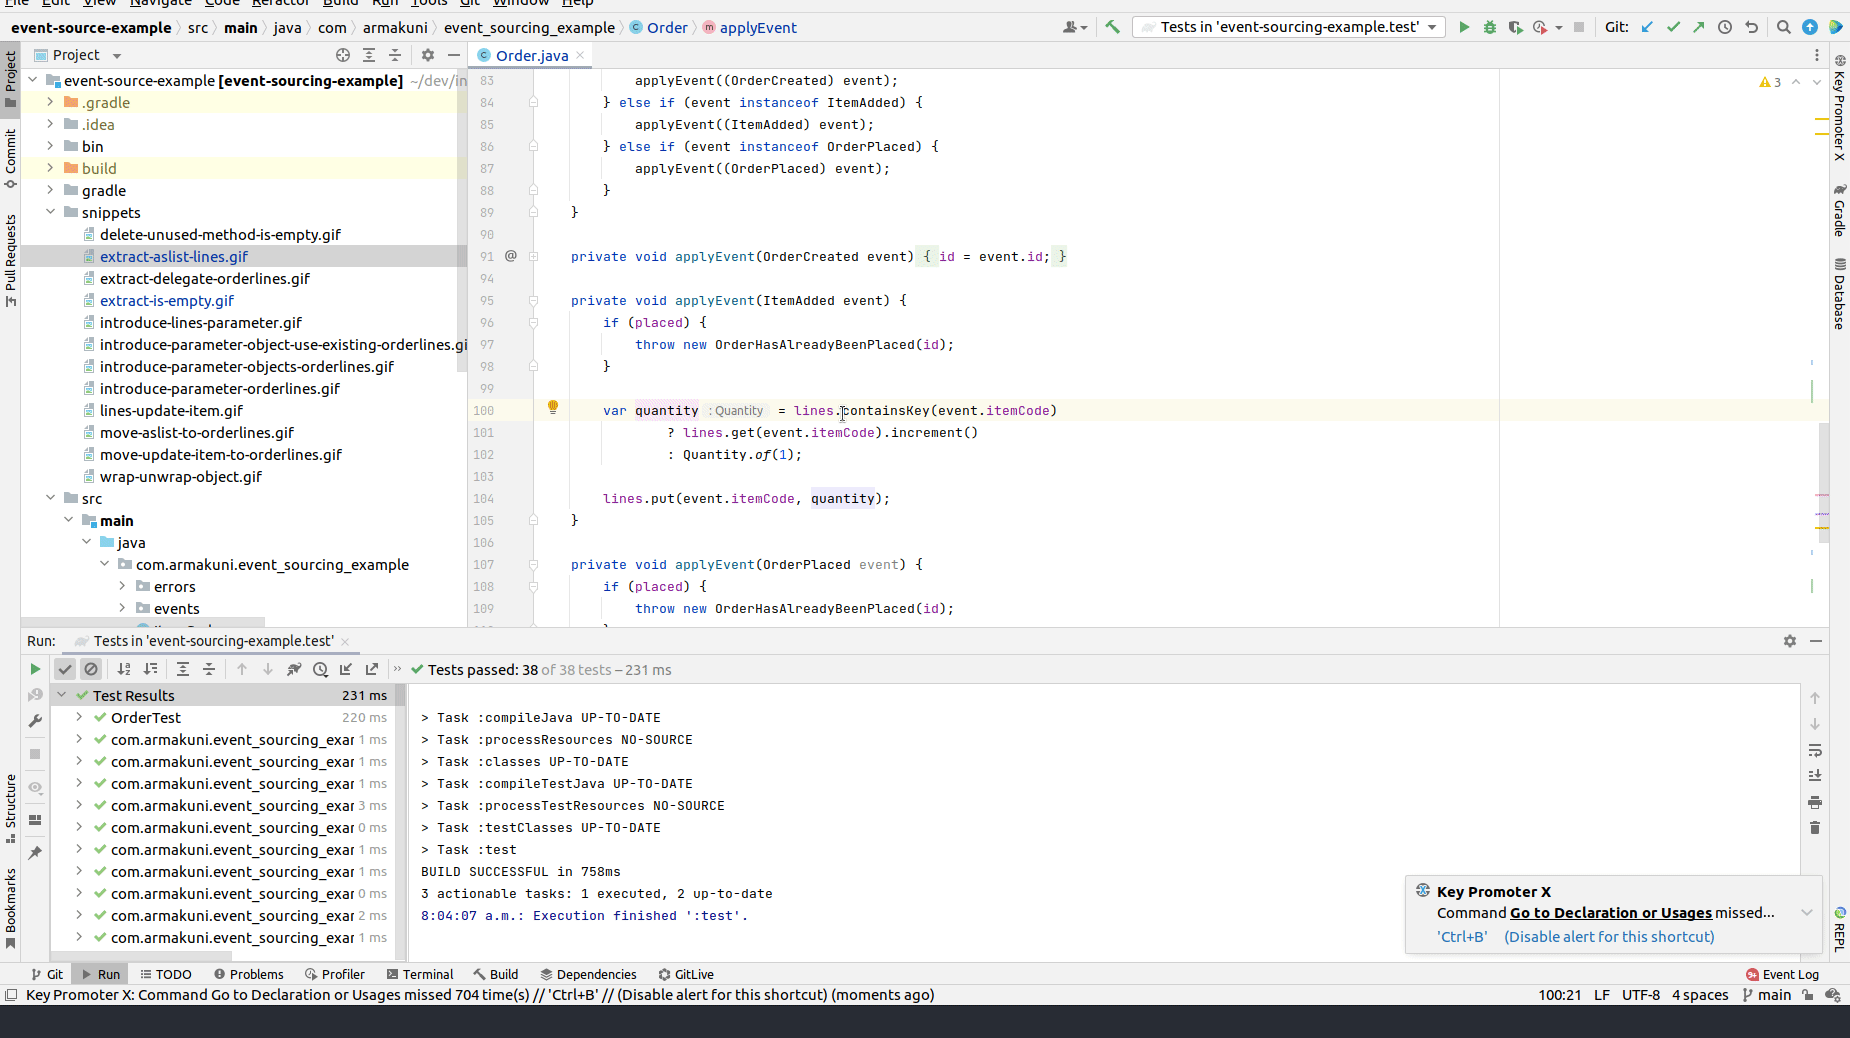 File Edit View Navigate Code Refactor Build Run Tools Git Window Help
event-source-example src main java com armakuni event_sourcing_example Order applyEvent
Tests in 'event-sourcing-example.test'
Git:
Project
Order.java
event-source-example [event-sourcing-example] ~/dev/in
.gradle
.idea
bin
build
gradle
snippets
delete-unused-method-is-empty.gif
extract-aslist-lines.gif
extract-delegate-orderlines.gif
extract-is-empty.gif
introduce-lines-parameter.gif
introduce-parameter-object-use-existing-orderlines.gi
introduce-parameter-objects-orderlines.gif
introduce-parameter-orderlines.gif
lines-update-item.gif
move-aslist-to-orderlines.gif
move-update-item-to-orderlines.gif
wrap-unwrap-object.gif
src
main
java
com.armakuni.event_sourcing_example
errors
events
83 applyEvent((OrderCreated) event);
84 } else if (event instanceof ItemAdded) {
85 applyEvent((ItemAdded) event);
86 } else if (event instanceof OrderPlaced) {
87 applyEvent((OrderPlaced) event);
88 }
89 }
90
91 @ private void applyEvent(OrderCreated event) { id = event.id; }
94
95 private void applyEvent(ItemAdded event) {
96 if (placed) {
97 throw new OrderHasAlreadyBeenPlaced(id);
98 }
99
100 var quantity : Quantity = lines.containsKey(event.itemCode)
101 ? lines.get(event.itemCode).increment()
102 : Quantity.of(1);
103
104 lines.put(event.itemCode, quantity);
105 }
106
107 private void applyEvent(OrderPlaced event) {
108 if (placed) {
109 throw new OrderHasAlreadyBeenPlaced(id);
3
Project
Commit
Pull Requests
Structure
Bookmarks
Key Promoter X
Gradle
Database
REPL
Run: Tests in 'event-sourcing-example.test'
Tests passed: 38 of 38 tests – 231 ms
Test Results 231 ms
OrderTest 220 ms
com.armakuni.event_sourcing_exar 1 ms
com.armakuni.event_sourcing_exar 1 ms
com.armakuni.event_sourcing_exar 1 ms
com.armakuni.event_sourcing_exar 3 ms
com.armakuni.event_sourcing_exar 0 ms
com.armakuni.event_sourcing_exar 1 ms
com.armakuni.event_sourcing_exar 1 ms
com.armakuni.event_sourcing_exar 0 ms
com.armakuni.event_sourcing_exar 2 ms
com.armakuni.event_sourcing_exar 1 ms
> Task :compileJava UP-TO-DATE
> Task :processResources NO-SOURCE
> Task :classes UP-TO-DATE
> Task :compileTestJava UP-TO-DATE
> Task :processTestResources NO-SOURCE
> Task :testClasses UP-TO-DATE
> Task :test
BUILD SUCCESSFUL in 758ms
3 actionable tasks: 1 executed, 2 up-to-date
8:04:07 a.m.: Execution finished ':test'.
Key Promoter X
Command Go to Declaration or Usages missed...
'Ctrl+B' (Disable alert for this shortcut)
Git Run TODO Problems Profiler Terminal Build Dependencies GitLive
9+ Event Log
Key Promoter X: Command Go to Declaration or Usages missed 704 time(s) // 'Ctrl+B' // (Disable alert for this shortcut) (moments ago)
100:21 LF UTF-8 4 spaces main